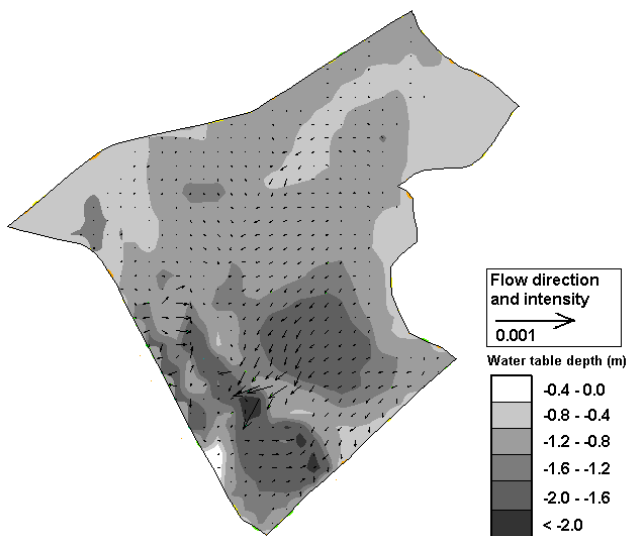 Flow direction
and intensity
0.001
Water table depth (m)
-0.4 - 0.0
-0.8 - -0.4
-1.2 - -0.8
-1.6 - -1.2
-2.0 - -1.6
< -2.0